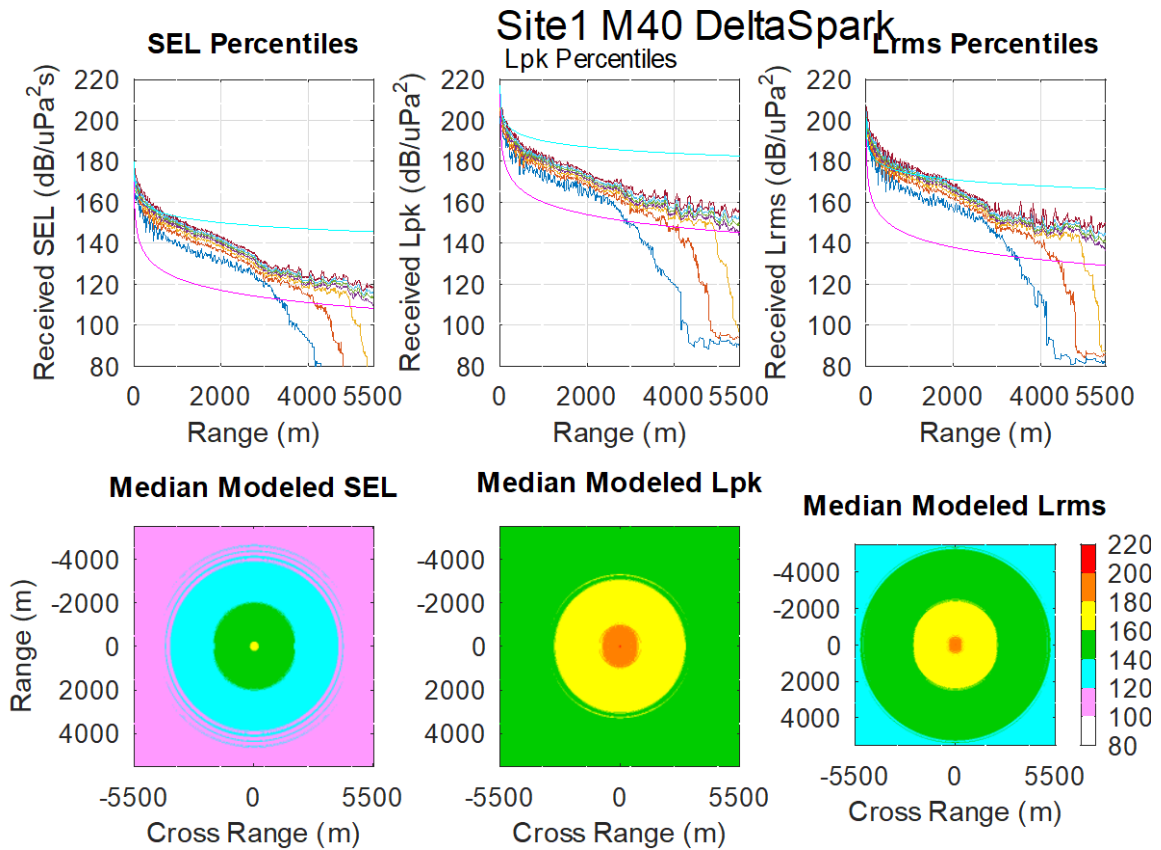 Site1 M40 DeltaSpark
SEL Percentiles
Lpk Percentiles
Lrms Percentiles
Received SEL (dB/uPa²s)
220
200
180
160
140
120
100
80
0 2000 4000 5500
Range (m)
Received Lpk (dB/uPa²)
220
200
180
160
140
120
100
80
0 2000 4000 5500
Range (m)
Received Lrms (dB/uPa²)
220
200
180
160
140
120
100
80
0 2000 4000 5500
Range (m)
Median Modeled SEL
Range (m)
-4000
-2000
0
2000
4000
-5500 0 5500
Cross Range (m)
Median Modeled Lpk
-4000
-2000
0
2000
4000
-5500 0 5500
Cross Range (m)
Median Modeled Lrms
-4000
-2000
0
2000
4000
-5500 0 5500
Cross Range (m)
220
200
180
160
140
120
100
80